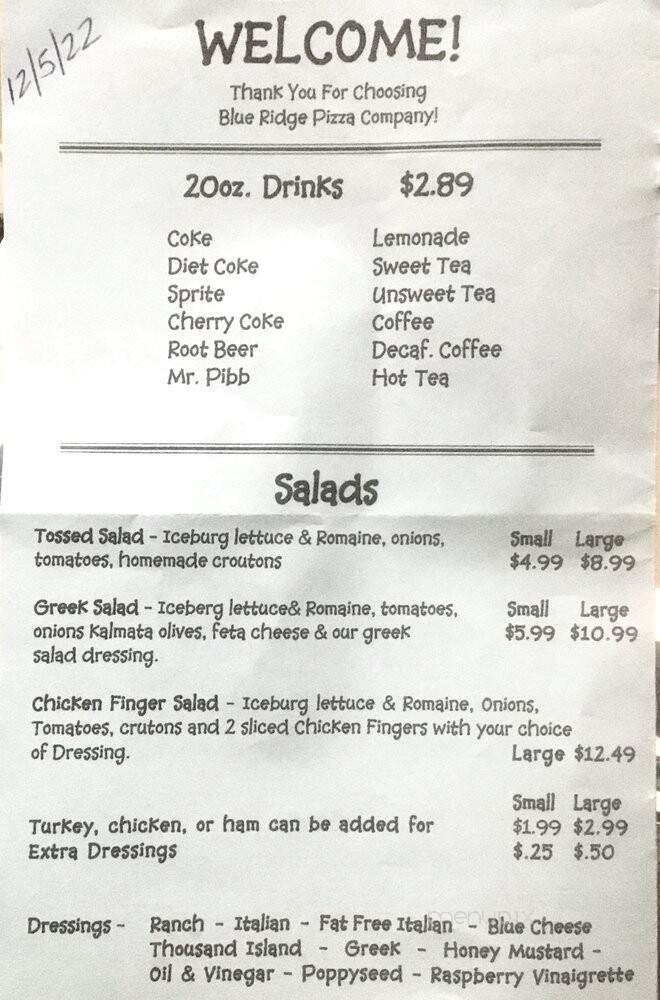 12/5/22
WELCOME!
Thank You For Choosing
Blue Ridge Pizza Company!
20oz. Drinks $2.89
Coke Lemonade
Diet Coke Sweet Tea
Sprite Unsweet Tea
Cherry Coke Coffee
Root Beer Decaf. Coffee
Mr. Pibb Hot Tea
Salads
Tossed Salad - Iceburg lettuce & Romaine, onions, Small Large
tomatoes, homemade croutons $4.99 $8.99
Greek Salad - Iceberg lettuce& Romaine, tomatoes, Small Large
onions Kalmata olives, feta cheese & our greek $5.99 $10.99
salad dressing.
Chicken Finger Salad - Iceburg lettuce & Romaine, Onions,
Tomatoes, crutons and 2 sliced Chicken Fingers with your choice
of Dressing. Large $12.49
Small Large
Turkey, chicken, or ham can be added for $1.99 $2.99
Extra Dressings $.25 $.50
Dressings - Ranch - Italian - Fat Free Italian - Blue Cheese
Thousand Island - Greek - Honey Mustard -
Oil & Vinegar - Poppyseed - Raspberry Vinaigrette